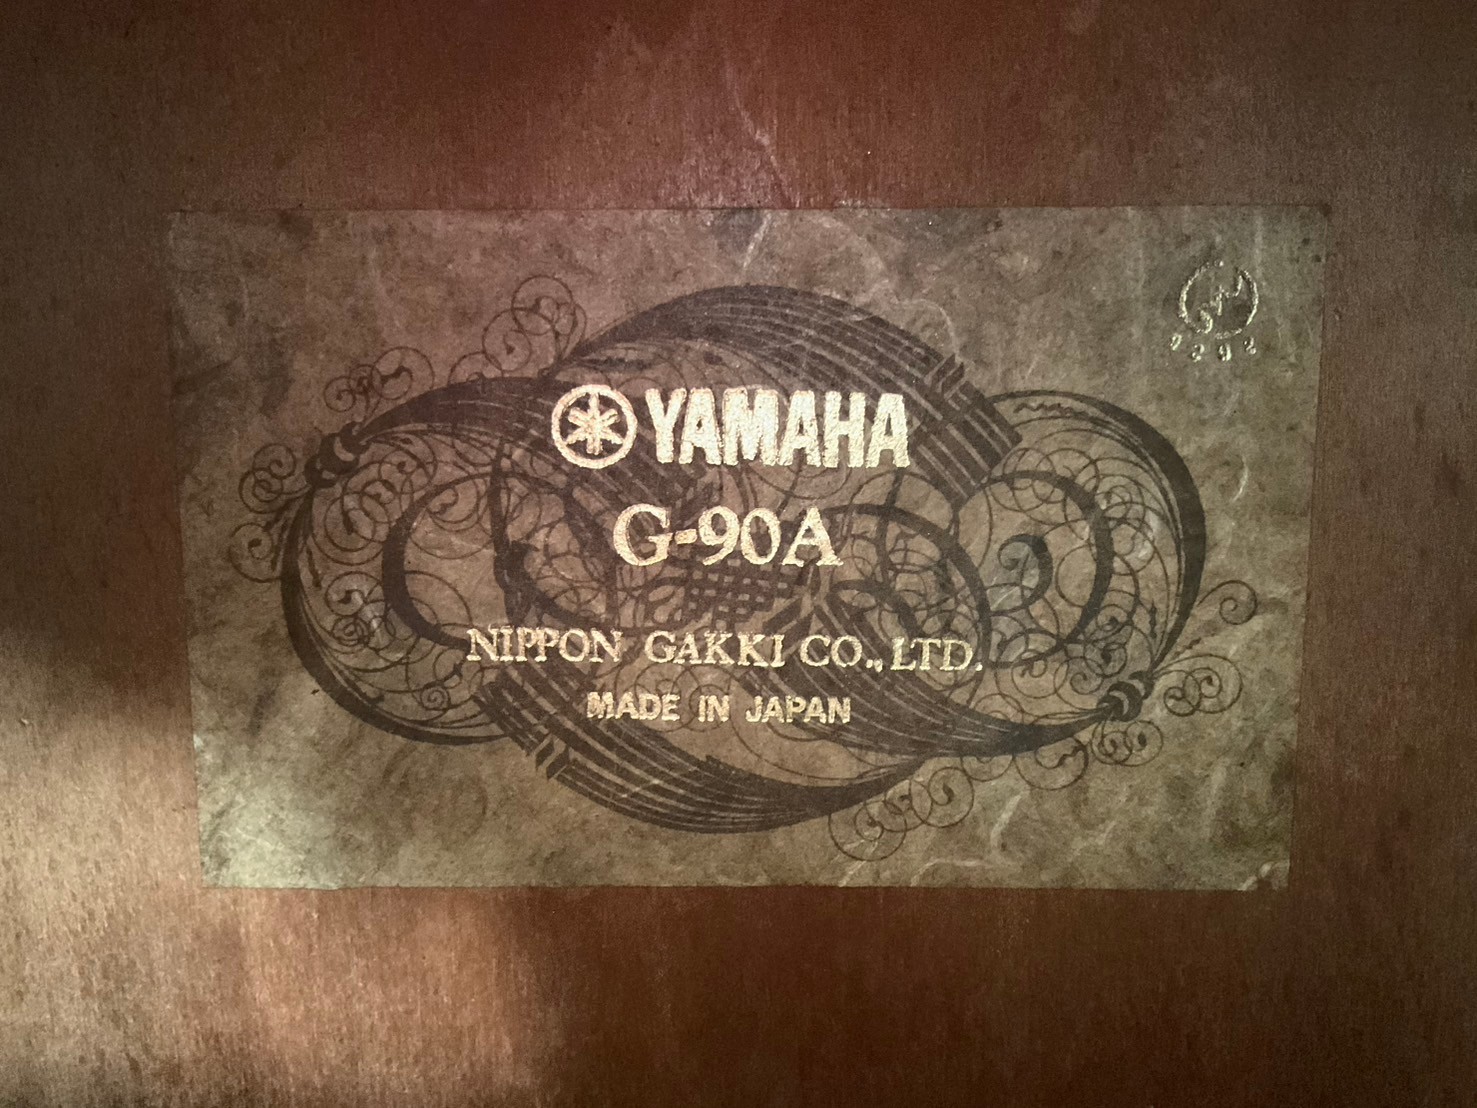 YAMAHA
G-90A
NIPPON GAKKI CO., LTD.
MADE IN JAPAN